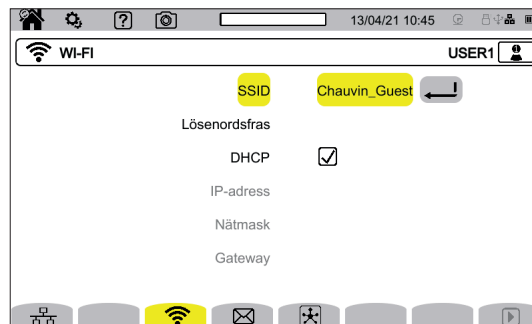 13/04/21 10:45
WI-FI USER1
SSID Chauvin_Guest
Lösenordsfras
DHCP
IP-adress
Nätmask
Gateway